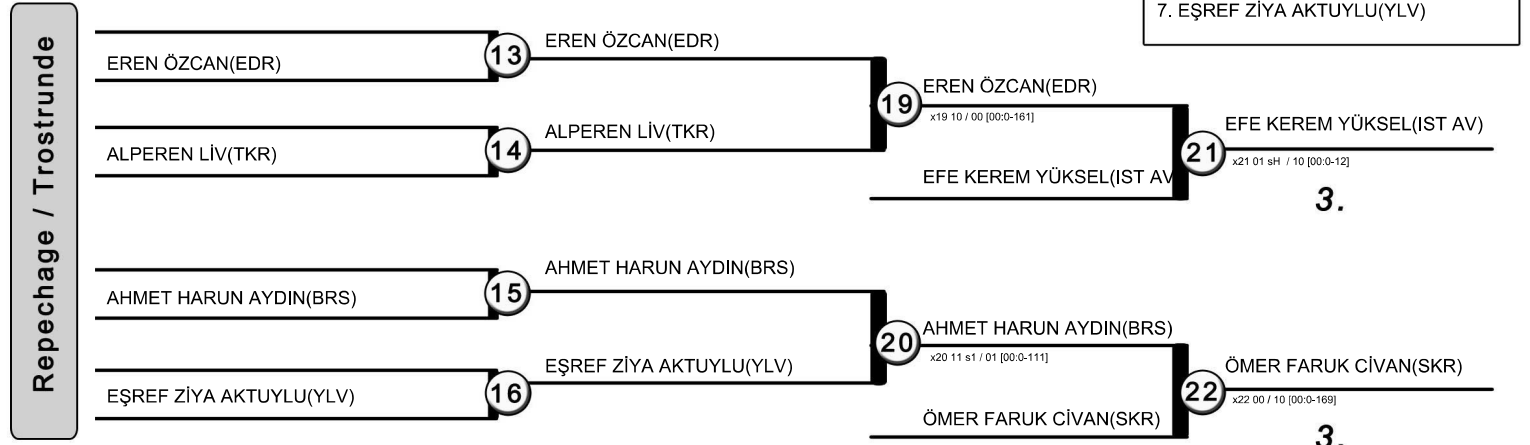 7. EŞREF ZİYA AKTUYLU(YLV)
Repechage / Trostrunde
EREN ÖZCAN(EDR)
13
EREN ÖZCAN(EDR)
ALPEREN LİV(TKR)
14
ALPEREN LİV(TKR)
19
EREN ÖZCAN(EDR)
x19 10 / 00 [00:0-161]
EFE KEREM YÜKSEL(IST AV
21
EFE KEREM YÜKSEL(IST AV)
x21 01 sH / 10 [00:0-12]
3.
AHMET HARUN AYDIN(BRS)
15
AHMET HARUN AYDIN(BRS)
EŞREF ZİYA AKTUYLU(YLV)
16
EŞREF ZİYA AKTUYLU(YLV)
20
AHMET HARUN AYDIN(BRS)
x20 11 s1 / 01 [00:0-111]
ÖMER FARUK CİVAN(SKR)
22
ÖMER FARUK CİVAN(SKR)
x22 00 / 10 [00:0-169]
3.